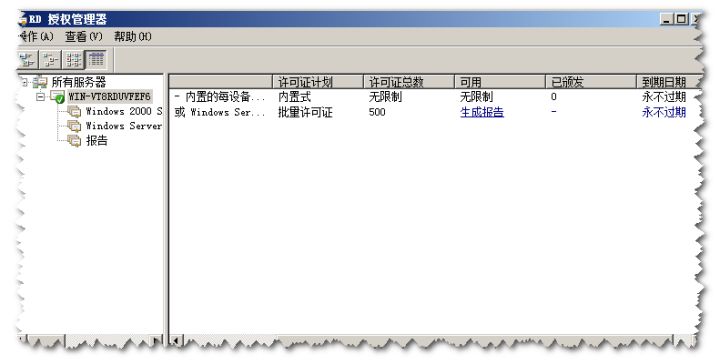 RD 授权管理器
操作(A) 查看(V) 帮助(H)
所有服务器
WIN-VT8RDUVFEF6
Windows 2000 S
Windows Server
报告
许可证计划 许可证总数 可用 已颁发 到期日期
- 内置的每设备... 内置式 无限制 无限制 0 永不过期
或 Windows Ser... 批量许可证 500 生成报告 - 永不过期